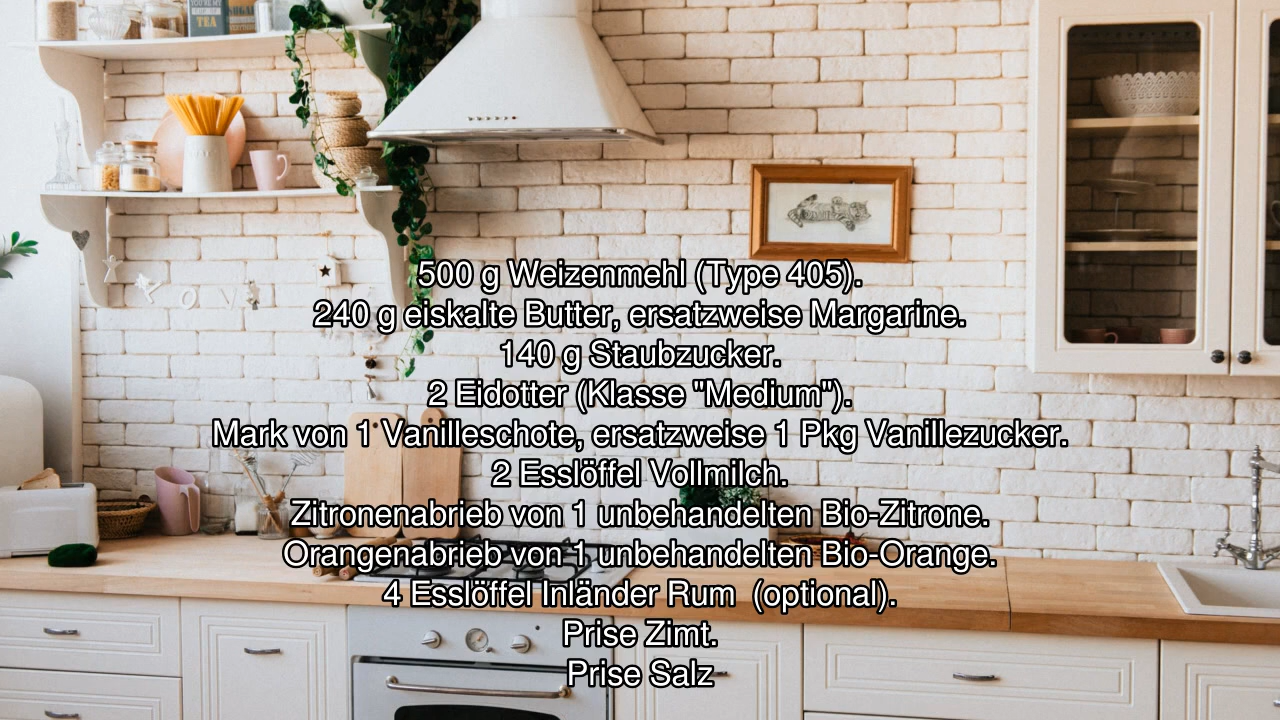 TEA
500 g Weizenmehl (Type 405).
240 g eiskalte Butter, ersatzweise Margarine.
140 g Staubzucker.
2 Eidotter (Klasse "Medium").
Mark von 1 Vanilleschote, ersatzweise 1 Pkg Vanillezucker.
2 Esslöffel Vollmilch.
Zitronenabrieb von 1 unbehandelten Bio-Zitrone.
Orangenabrieb von 1 unbehandelten Bio-Orange.
4 Esslöffel Inländer Rum  (optional).
Prise Zimt.
Prise Salz